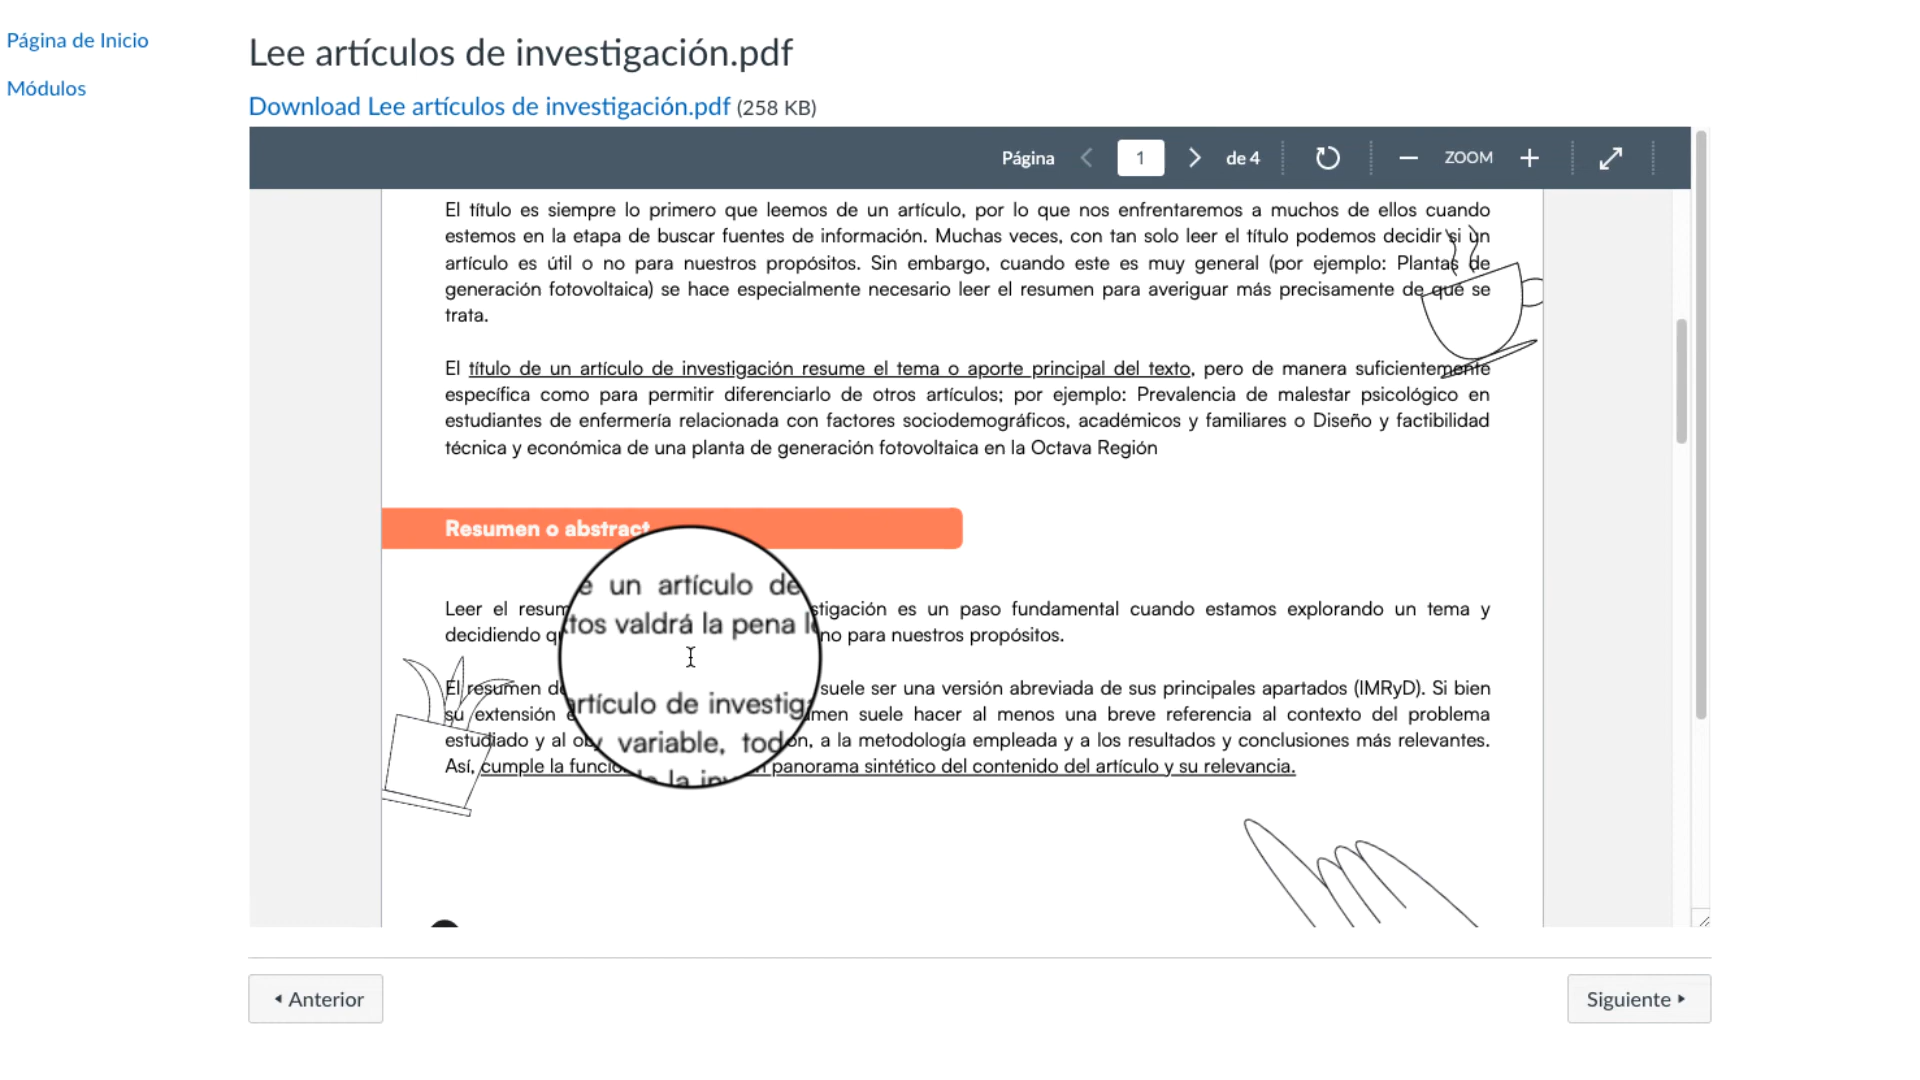 Página de Inicio
Módulos
Lee artículos de investigación.pdf
Download Lee artículos de investigación.pdf (258 KB)
Página 1 de 4 ZOOM
El título es siempre lo primero que leemos de un artículo, por lo que nos enfrentaremos a muchos de ellos cuando
estemos en la etapa de buscar fuentes de información. Muchas veces, con tan solo leer el título podemos decidir si un
artículo es útil o no para nuestros propósitos. Sin embargo, cuando este es muy general (por ejemplo: Plantas de
generación fotovoltaica) se hace especialmente necesario leer el resumen para averiguar más precisamente de qué se
trata.
El título de un artículo de investigación resume el tema o aporte principal del texto, pero de manera suficientemente
específica como para permitir diferenciarlo de otros artículos; por ejemplo: Prevalencia de malestar psicológico en
estudiantes de enfermería relacionada con factores sociodemográficos, académicos y familiares o Diseño y factibilidad
técnica y económica de una planta de generación fotovoltaica en la Octava Región
Resumen o abstract
un artículo de
Leer el es un paso fundamental cuando estamos explorando un tema y
valdrá la pena
decidiendo para nuestros propósitos.
El resumen suele ser una versión abreviada de sus principales apartados (IMRyD). Si bien
artículo de
su extensión suele hacer al menos una breve referencia al contexto del problema
variable,
estudiado y al a la metodología empleada y a los resultados y conclusiones más relevantes.
Así, cumple la panorama sintético del contenido del artículo y su relevancia.
la
Anterior
Siguiente